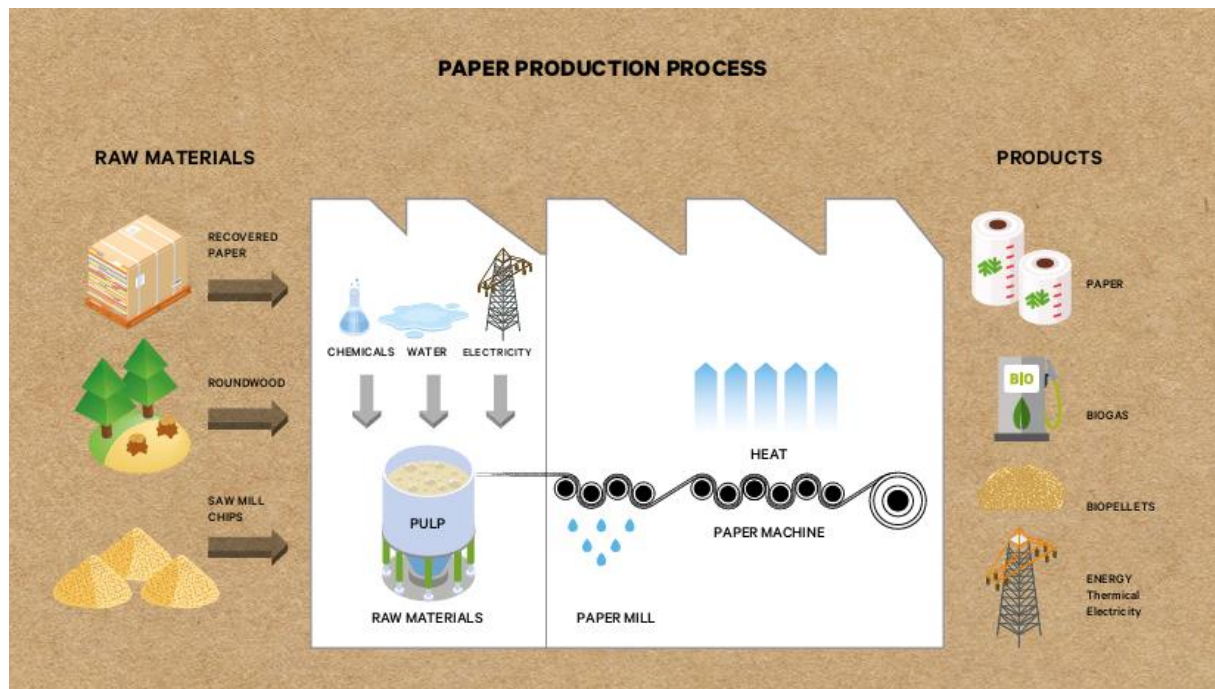 PAPER PRODUCTION PROCESS
RAW MATERIALS
PRODUCTS
RECOVERED
PAPER
ROUNDWOOD
SAW MILL
CHIPS
CHEMICALS
WATER
ELECTRICITY
PULP
RAW MATERIALS
HEAT
PAPER MACHINE
PAPER MILL
PAPER
BIO
BIOGAS
BIOPELLETS
ENERGY
Thermical
Electricity